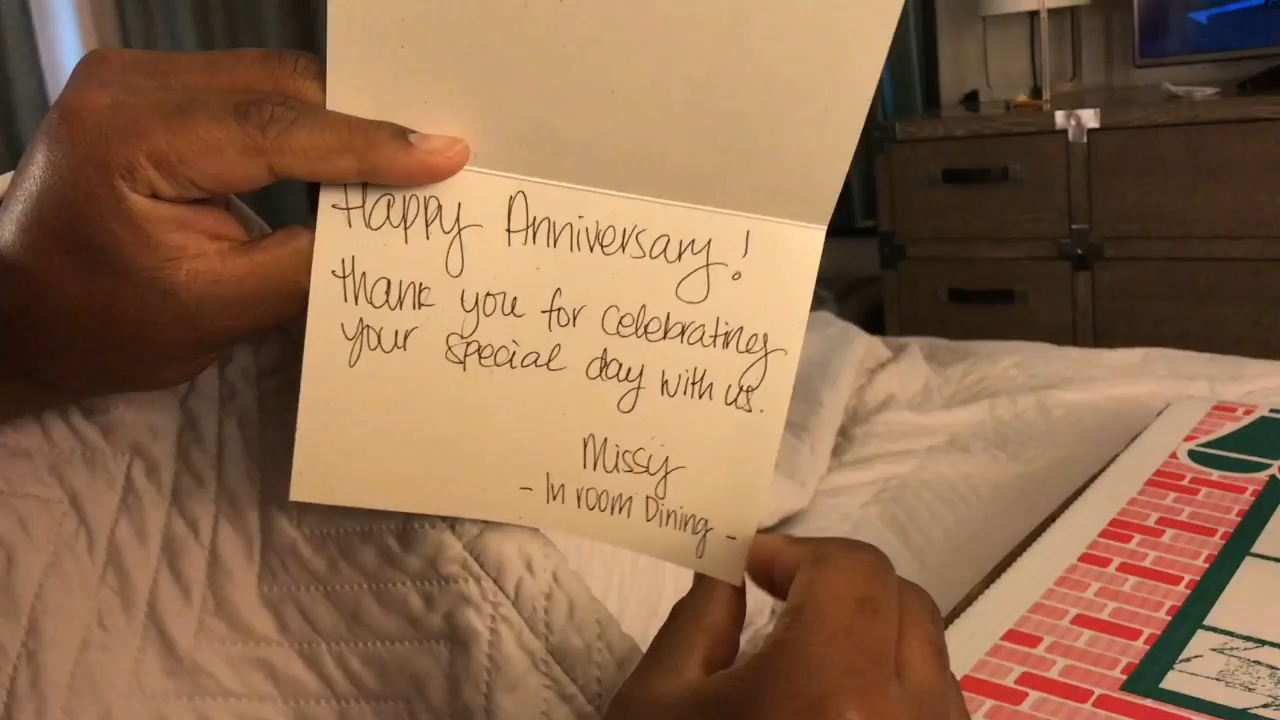 Happy Anniversary!
Thank you for celebrating
your special day with us.
Missy
- In room Dining -